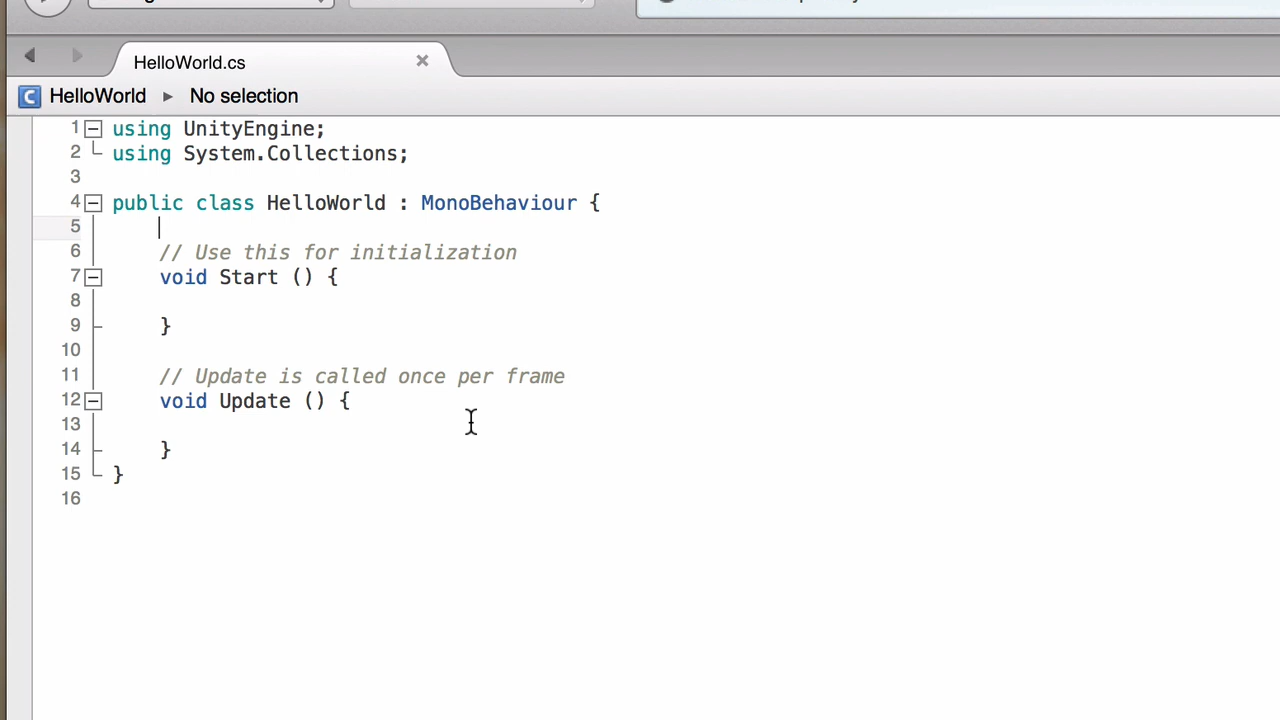 HelloWorld.cs
HelloWorld ▸ No selection
1 using UnityEngine;
2 using System.Collections;
3
4 public class HelloWorld : MonoBehaviour {
5
6 // Use this for initialization
7 void Start () {
8
9 }
10
11 // Update is called once per frame
12 void Update () {
13
14 }
15 }
16